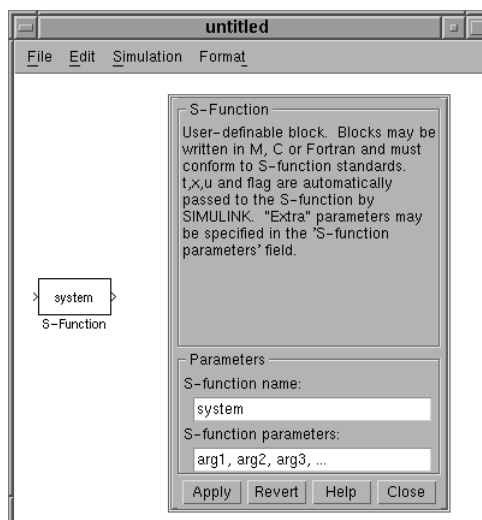 untitled
File Edit Simulation Format
S-Function
User-definable block. Blocks may be
written in M, C or Fortran and must
conform to S-function standards.
t,x,u and flag are automatically
passed to the S-function by
SIMULINK. "Extra" parameters may
be specified in the 'S-function
parameters' field.
system
S-Function
Parameters
S-function name:
system
S-function parameters:
arg1, arg2, arg3, ...
Apply Revert Help Close